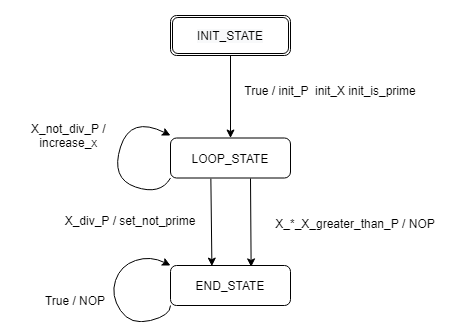 INIT_STATE
True / init_P  init_X init_is_prime
X_not_div_P /
increase_x
LOOP_STATE
X_div_P / set_not_prime
X_*_X_greater_than_P / NOP
END_STATE
True / NOP